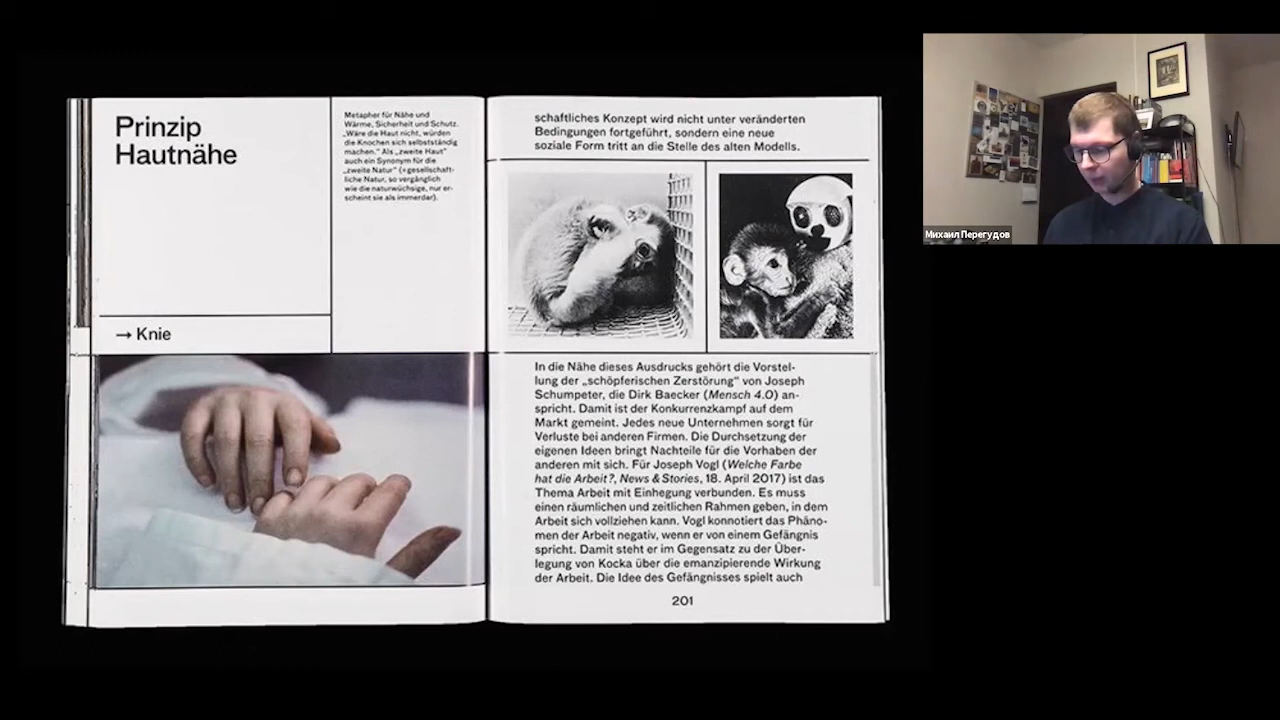 Prinzip
Hautnähe
Metapher für Nähe und
Wärme, Sicherheit und Schutz.
„Wäre die Haut nicht, würden
die Knochen sich selbstständig
machen.“ Als „zweite Haut“
auch ein Synonym für die
„zweite Natur“ (=gesellschaft-
liche Natur, so vergänglich
wie die naturwüchsige, nur er-
scheint sie als immerdar).
→ Knie
schaftliches Konzept wird nicht unter veränderten
Bedingungen fortgeführt, sondern eine neue
soziale Form tritt an die Stelle des alten Modells.
In die Nähe dieses Ausdrucks gehört die Vorstel-
lung der „schöpferischen Zerstörung“ von Joseph
Schumpeter, die Dirk Baecker (Mensch 4.0) an-
spricht. Damit ist der Konkurrenzkampf auf dem
Markt gemeint. Jedes neue Unternehmen sorgt für
Verluste bei anderen Firmen. Die Durchsetzung der
eigenen Ideen bringt Nachteile für die Vorhaben der
anderen mit sich. Für Joseph Vogl (Welche Farbe
hat die Arbeit?, News & Stories, 18. April 2017) ist das
Thema Arbeit mit Einhegung verbunden. Es muss
einen räumlichen und zeitlichen Rahmen geben, in dem
Arbeit sich vollziehen kann. Vogl konnotiert das Phäno-
men der Arbeit negativ, wenn er von einem Gefängnis
spricht. Damit steht er im Gegensatz zu der Über-
legung von Kocka über die emanzipierende Wirkung
der Arbeit. Die Idee des Gefängnisses spielt auch
201
Михаил Перегудов